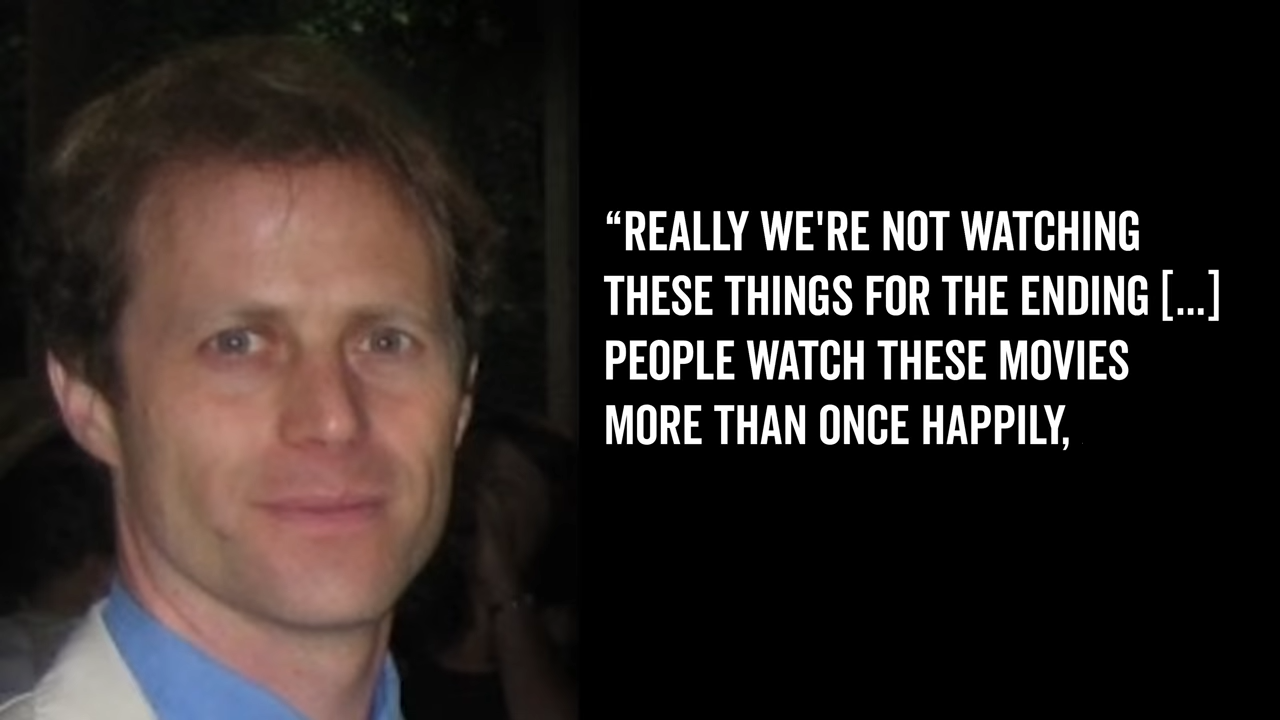 “REALLY WE'RE NOT WATCHING
THESE THINGS FOR THE ENDING [...]
PEOPLE WATCH THESE MOVIES
MORE THAN ONCE HAPPILY,